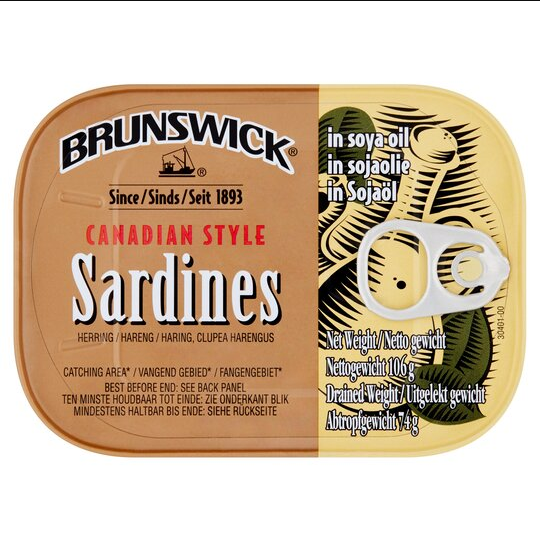 BRUNSWICK®
®
Since/Sinds/Seit 1893
CANADIAN STYLE
Sardines
HERRING / HARENG / HARING, CLUPEA HARENGUS
CATCHING AREA* / VANGEND GEBIED* / FANGENGEBIET*
BEST BEFORE END: SEE BACK PANEL
TEN MINSTE HOUDBAAR TOT EINDE: ZIE ONDERKANT BLIK
MINDESTENS HALTBAR BIS ENDE: SIEHE RÜCKSEITE
in soya oil
in sojaolie
in Sojaöl
Net Weight/Netto gewicht
Nettogewicht 106 g
Drained Weight/Uitgelekt gewicht
Abtropfgewicht 74 g
30401-00